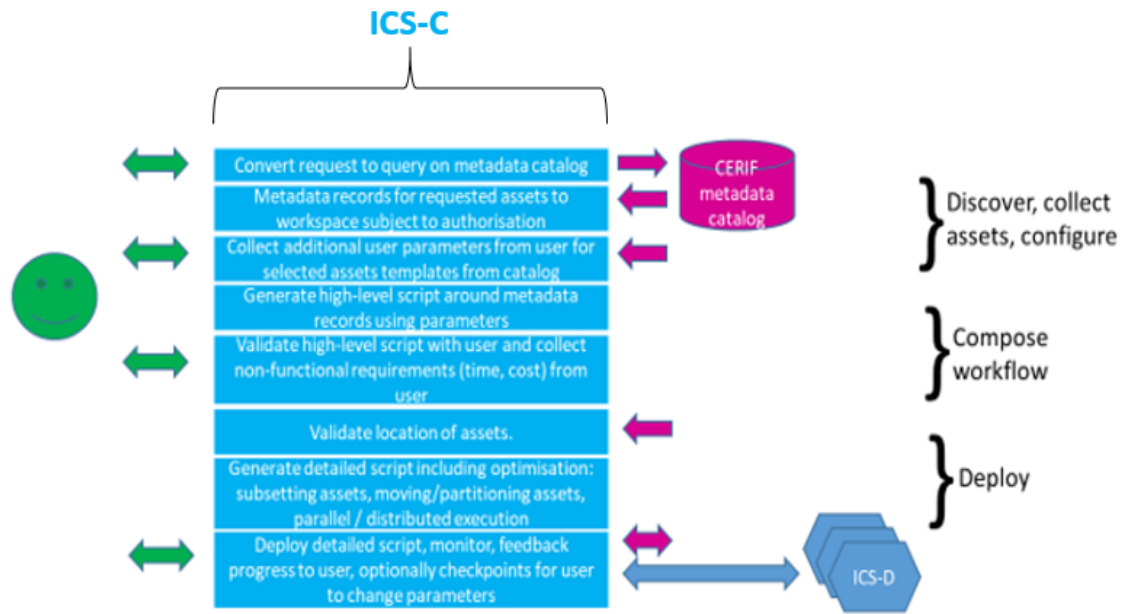 ICS-C
Convert request to query on metadata catalog
Metadata records for requested assets to
workspace subject to authorisation
Collect additional user parameters from user for
selected assets templates from catalog
Generate high-level script around metadata
records using parameters
Validate high-level script with user and collect
non-functional requirements (time, cost) from
user
Validate location of assets.
Generate detailed script including optimisation:
subsetting assets, moving/partitioning assets,
parallel / distributed execution
Deploy detailed script, monitor, feedback
progress to user, optionally checkpoints for user
to change parameters
CERIF
metadata
catalog
Discover, collect
assets, configure
Compose
workflow
Deploy
ICS-D